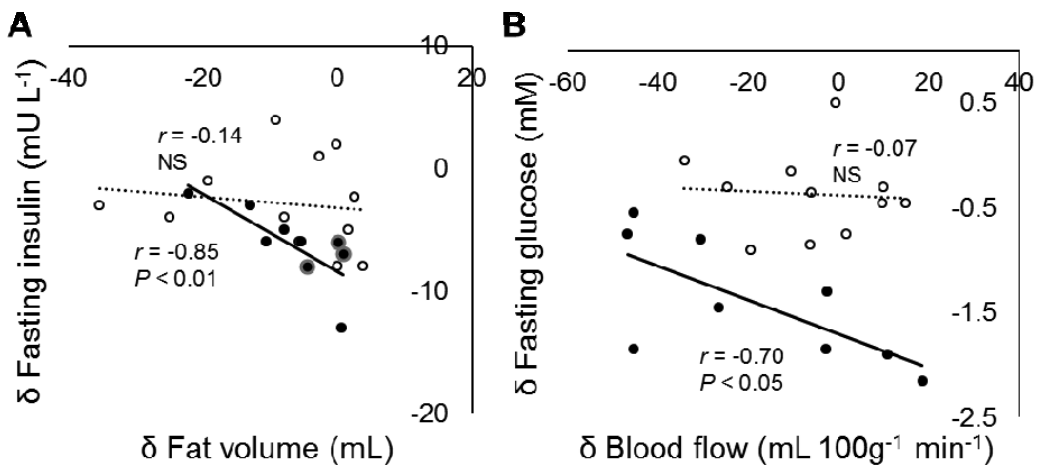 A
10
-40 -20 0 20
δ Fasting insulin (mU L⁻¹)
r = -0.14
NS
0
r = -0.85
P < 0.01
-10
-20
δ Fat volume (mL)
B
-60 -40 -20 0 20 40
δ Fasting glucose (mM)
0.5
r = -0.07
NS
-0.5
-1.5
r = -0.70
P < 0.05
-2.5
δ Blood flow (mL 100g⁻¹ min⁻¹)